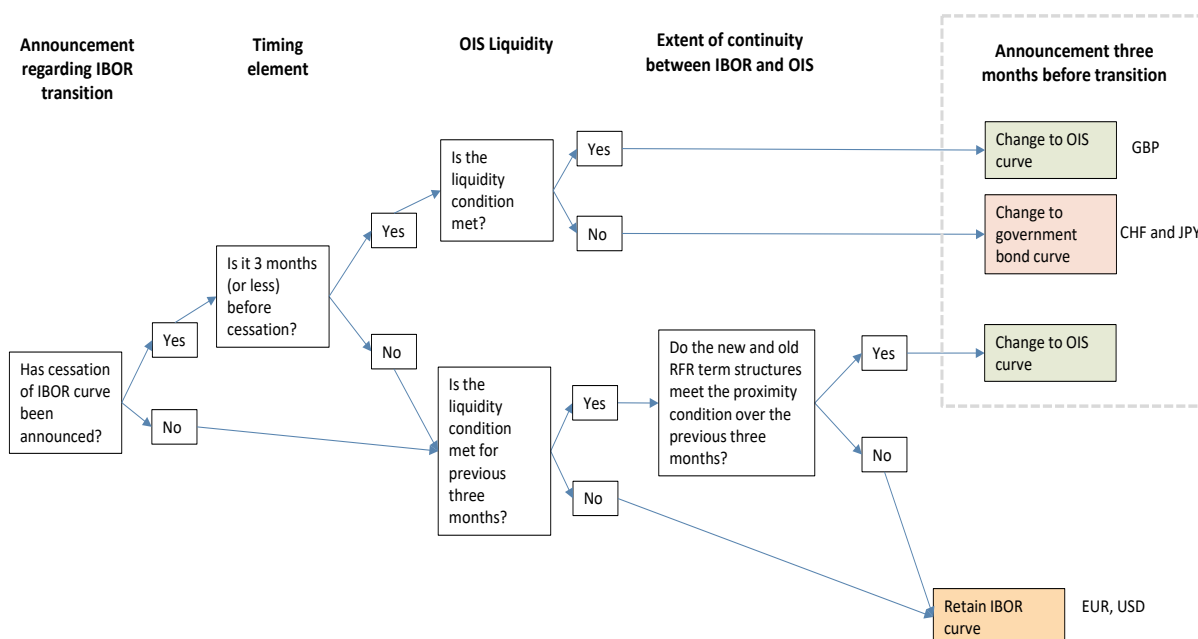 Announcement
regarding IBOR
transition
Timing
element
OIS Liquidity
Extent of continuity
between IBOR and OIS
Announcement three
months before transition
Has cessation
of IBOR curve
been
announced?
Yes
No
Is it 3 months
(or less)
before
cessation?
Yes
No
Is the
liquidity
condition
met?
Yes
No
Change to OIS
curve
GBP
Change to
government
bond curve
CHF and JPY
Is the
liquidity
condition
met for
previous
three
months?
Yes
No
Do the new and old
RFR term structures
meet the proximity
condition over the
previous three
months?
Yes
No
Change to OIS
curve
Retain IBOR
curve
EUR, USD